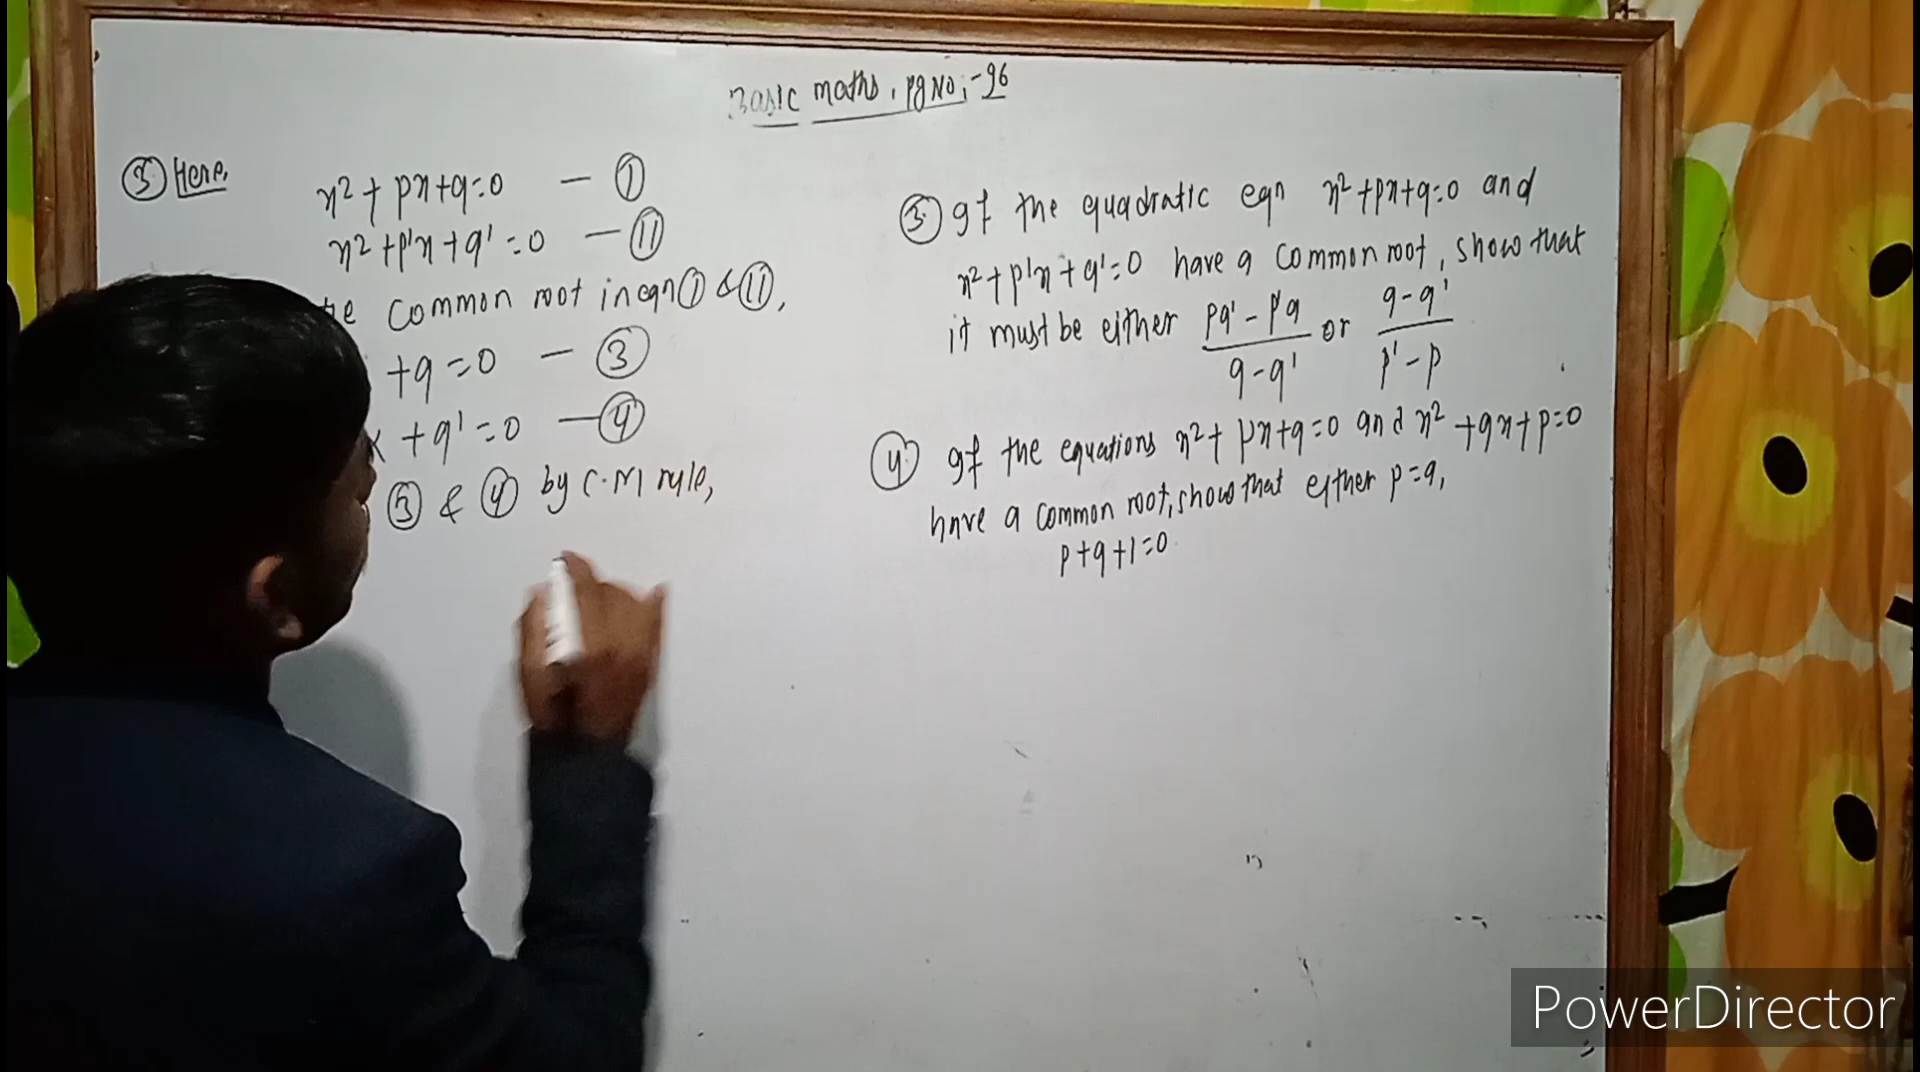 Basic maths, pg No; -96
③ Here,
x² + px+q=0 — ①
x² +p'x + q' =0 — ⑪
common root in eqn ① & ⑪,
+q =0 — ③
x + q' =0 — ④
③ & ④ by C.M rule,
③ If the quadratic eqn x² +px+q=0 and
x² + p'x + q'=0 have a common root, show that
it must be either pq' - p'q / q - q' or q - q' / p' - p
④ If the equations x² + px+q=0 and x² +qx+p=0
have a common root, show that either p=q,
p+q+1=0
PowerDirector